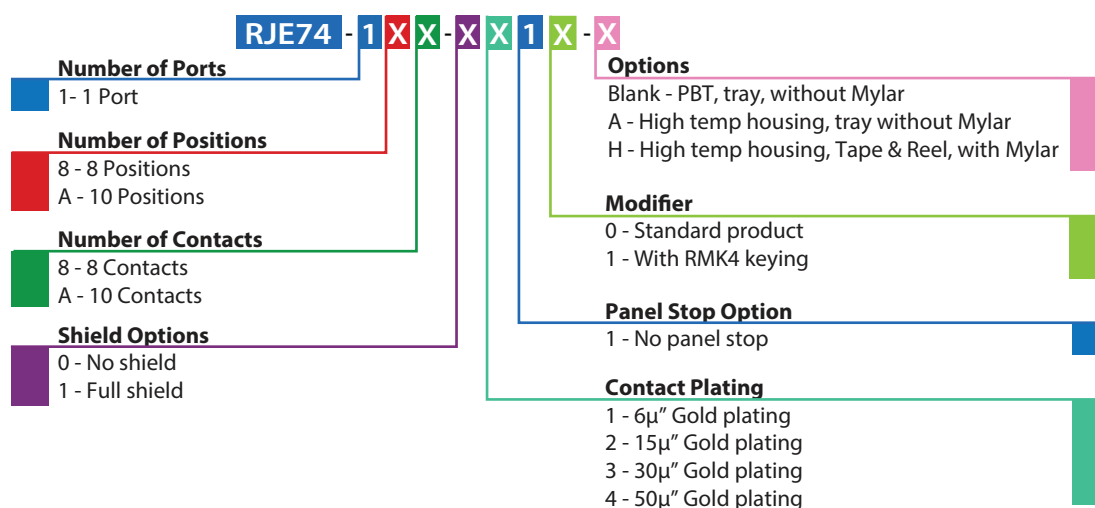 RJE74 - 1 X X - X X 1 X - X
Number of Ports
1- 1 Port
Number of Positions
8 - 8 Positions
A - 10 Positions
Number of Contacts
8 - 8 Contacts
A - 10 Contacts
Shield Options
0 - No shield
1 - Full shield
Options
Blank - PBT, tray, without Mylar
A - High temp housing, tray without Mylar
H - High temp housing, Tape & Reel, with Mylar
Modifier
0 - Standard product
1 - With RMK4 keying
Panel Stop Option
1 - No panel stop
Contact Plating
1 - 6µ” Gold plating
2 - 15µ” Gold plating
3 - 30µ” Gold plating
4 - 50µ” Gold plating